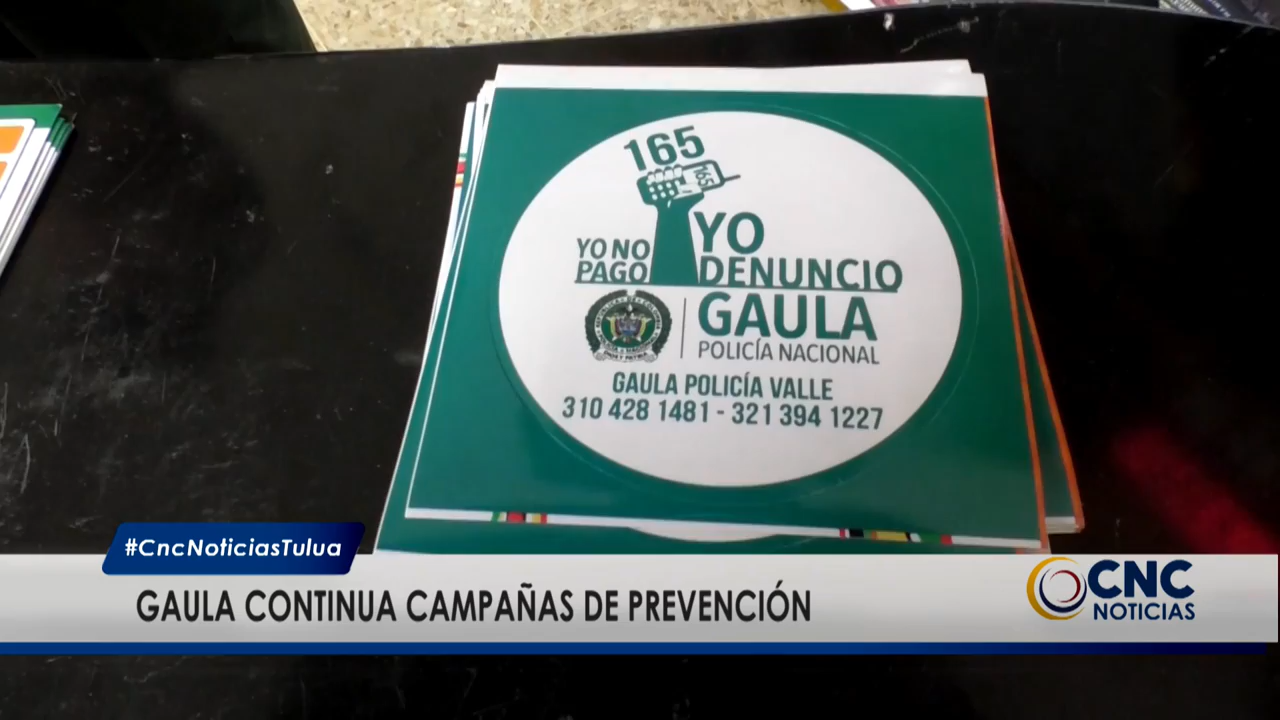 165
165
YO NO
PAGO
YO
DENUNCIO
GAULA
POLICÍA NACIONAL
GAULA POLICÍA VALLE
310 428 1481 - 321 394 1227
#CncNoticiasTulua
GAULA CONTINUA CAMPAÑAS DE PREVENCIÓN
CNC
NOTICIAS